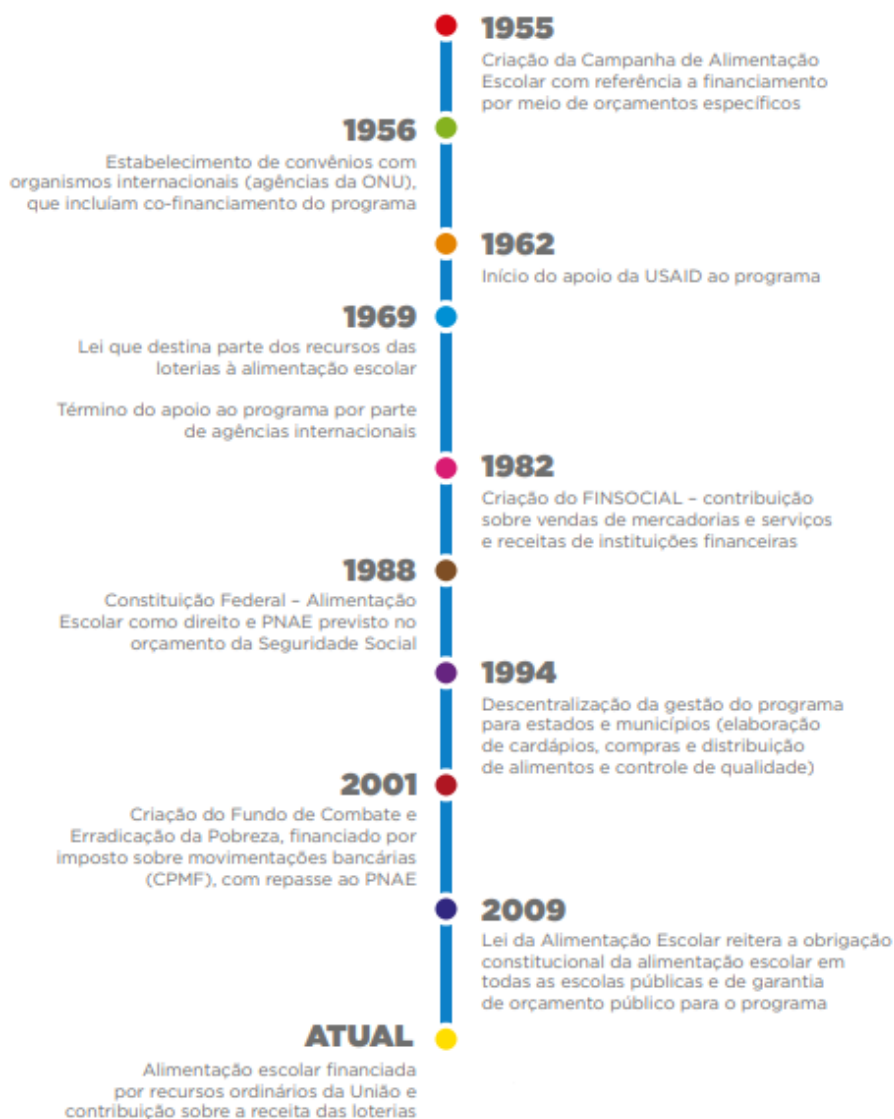 1955
Criação da Campanha de Alimentação
Escolar com referência a financiamento
por meio de orçamentos específicos
1956
Estabelecimento de convênios com
organismos internacionais (agências da ONU),
que incluíam co-financiamento do programa
1962
Início do apoio da USAID ao programa
1969
Lei que destina parte dos recursos das
loterias à alimentação escolar
Término do apoio ao programa por parte
de agências internacionais
1982
Criação do FINSOCIAL – contribuição
sobre vendas de mercadorias e serviços
e receitas de instituições financeiras
1988
Constituição Federal – Alimentação
Escolar como direito e PNAE previsto no
orçamento da Seguridade Social
1994
Descentralização da gestão do programa
para estados e municípios (elaboração
de cardápios, compras e distribuição
de alimentos e controle de qualidade)
2001
Criação do Fundo de Combate e
Erradicação da Pobreza, financiado por
imposto sobre movimentações bancárias
(CPMF), com repasse ao PNAE
2009
Lei da Alimentação Escolar reitera a obrigação
constitucional da alimentação escolar em
todas as escolas públicas e de garantia
de orçamento público para o programa
ATUAL
Alimentação escolar financiada
por recursos ordinários da União e
contribuição sobre a receita das loterias